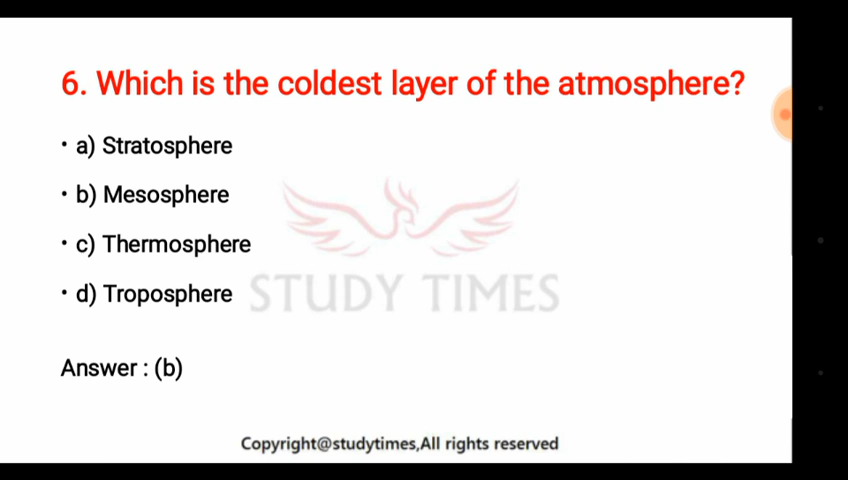 6. Which is the coldest layer of the atmosphere?
• a) Stratosphere
• b) Mesosphere
• c) Thermosphere
• d) Troposphere
STUDY TIMES
Answer : (b)
Copyright@studytimes,All rights reserved